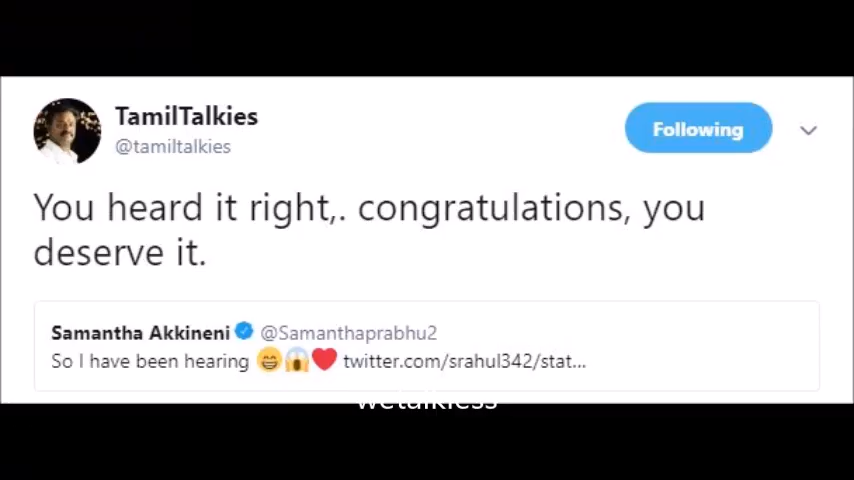 TamilTalkies
@tamiltalkies
Following
You heard it right,. congratulations, you
deserve it.
Samantha Akkineni @Samanthaprabhu2
So I have been hearing 😄😱❤️ twitter.com/srahul342/stat...
wetalkiess